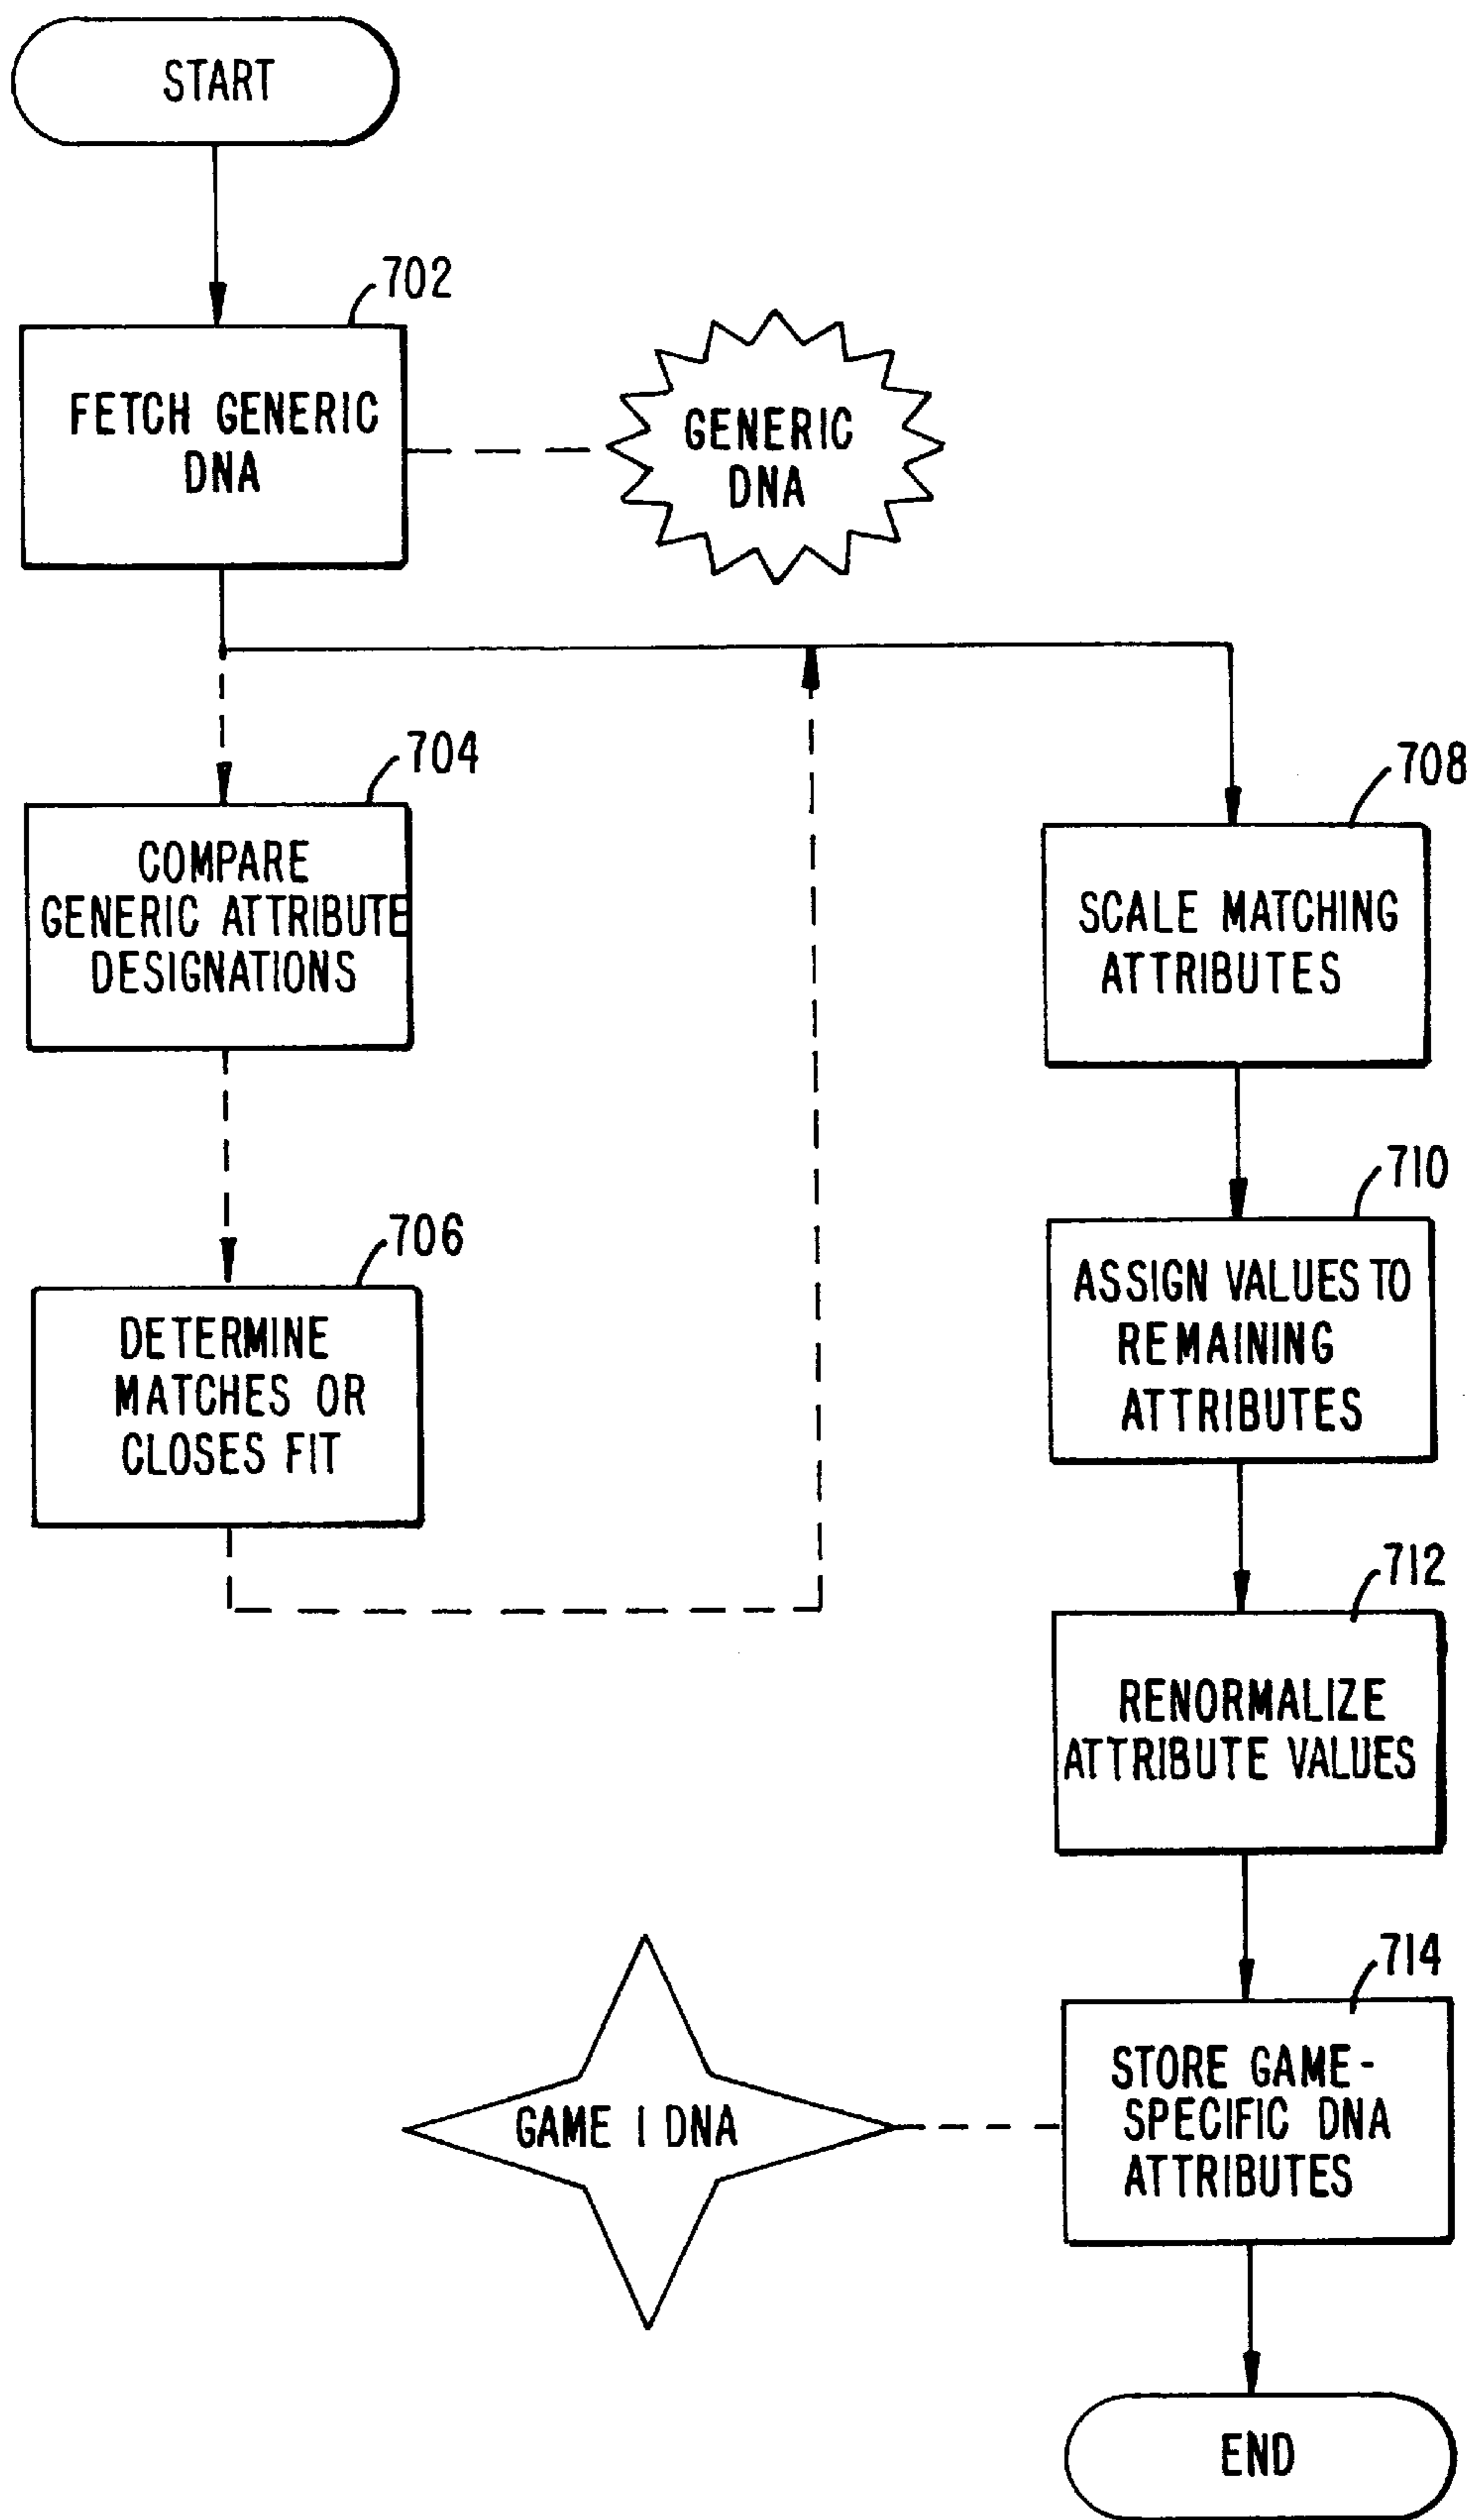 START
702
FETCH GENERIC
DNA
GENERIC
DNA
704
COMPARE
GENERIC ATTRIBUTE
DESIGNATIONS
706
DETERMINE
MATCHES OR
CLOSES FIT
708
SCALE MATCHING
ATTRIBUTES
710
ASSIGN VALUES TO
REMAINING
ATTRIBUTES
712
RENORMALIZE
ATTRIBUTE VALUES
714
STORE GAME-
SPECIFIC DNA
ATTRIBUTES
GAME 1 DNA
END